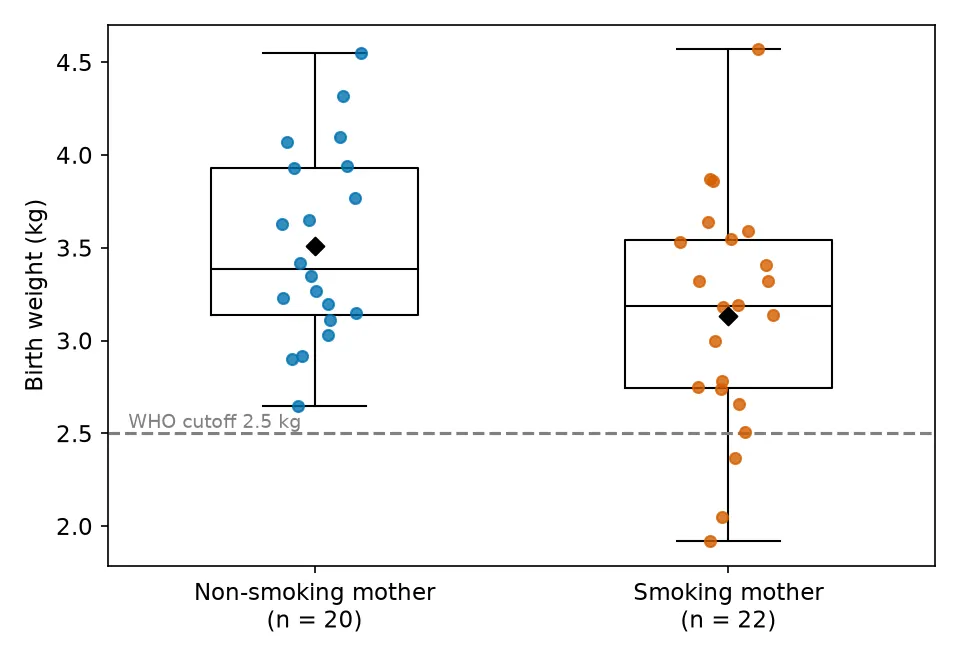 4.5
4.0
3.5
3.0
2.5
2.0
Birth weight (kg)
WHO cutoff 2.5 kg
Non-smoking mother
(n = 20)
Smoking mother
(n = 22)